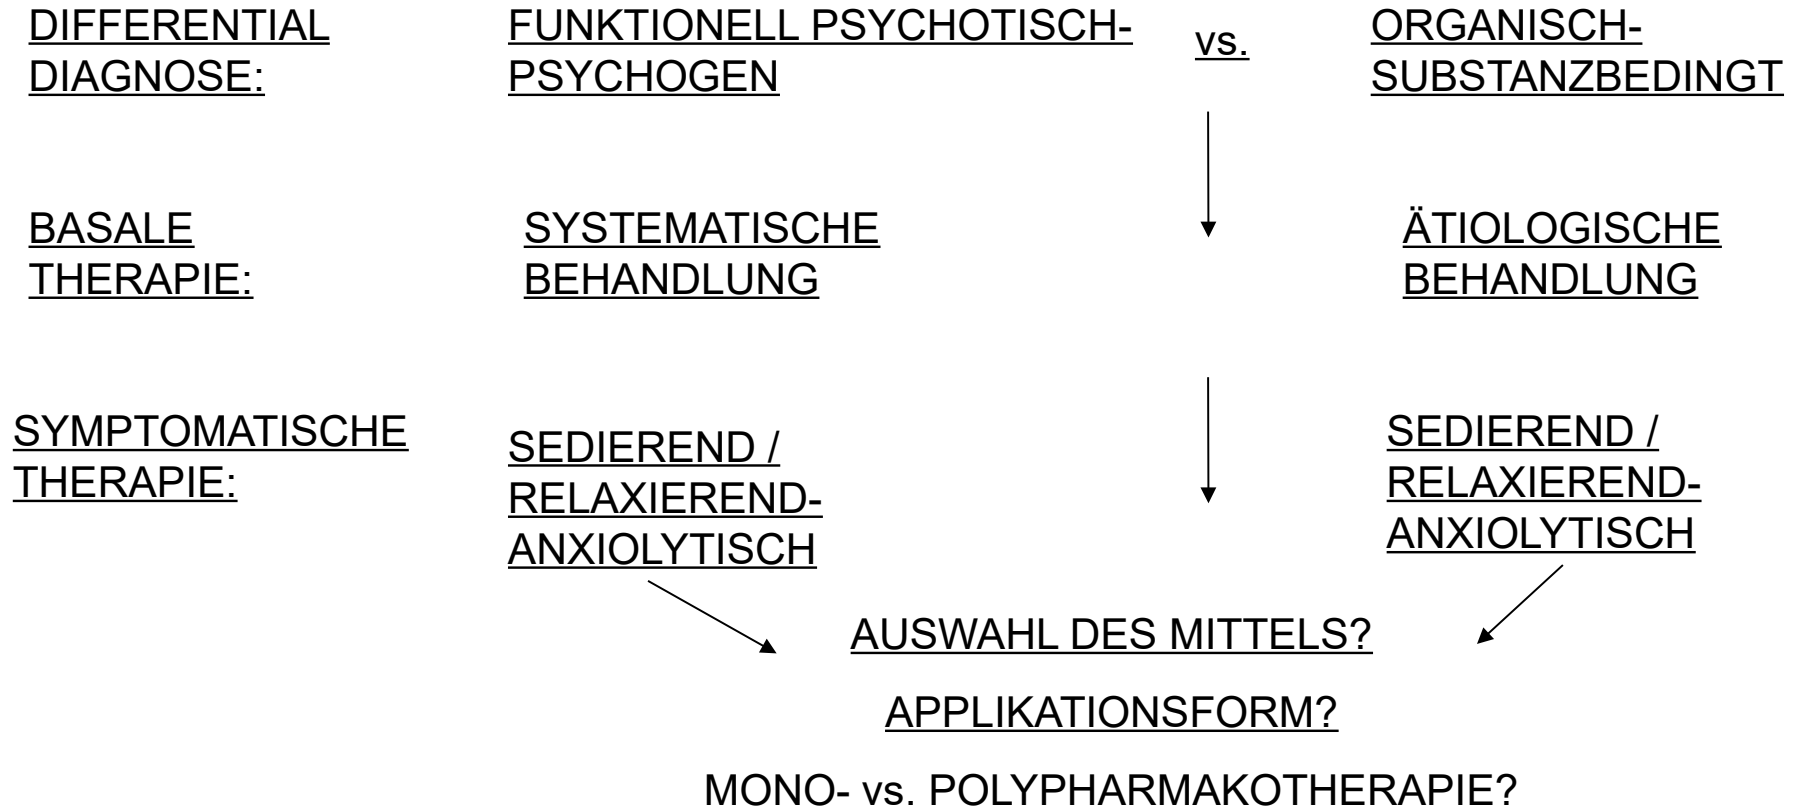 DIFFERENTIAL
DIAGNOSE:
FUNKTIONELL PSYCHOTISCH-
PSYCHOGEN
vs.
ORGANISCH-
SUBSTANZBEDINGT
BASALE
THERAPIE:
SYSTEMATISCHE
BEHANDLUNG
ÄTIOLOGISCHE
BEHANDLUNG
SYMPTOMATISCHE
THERAPIE:
SEDIEREND /
RELAXIEREND-
ANXIOLYTISCH
SEDIEREND /
RELAXIEREND-
ANXIOLYTISCH
AUSWAHL DES MITTELS?
APPLIKATIONSFORM?
MONO- vs. POLYPHARMAKOTHERAPIE?